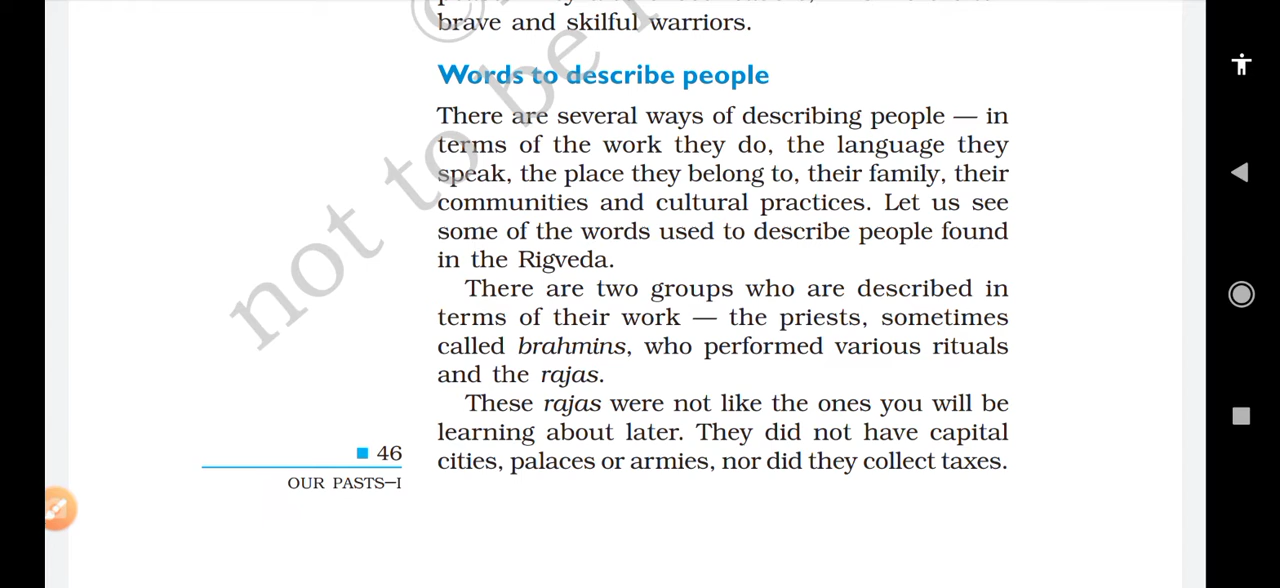 brave and skilful warriors.
Words to describe people
There are several ways of describing people — in
terms of the work they do, the language they
speak, the place they belong to, their family, their
communities and cultural practices. Let us see
some of the words used to describe people found
in the Rigveda.
There are two groups who are described in
terms of their work — the priests, sometimes
called brahmins, who performed various rituals
and the rajas.
These rajas were not like the ones you will be
learning about later. They did not have capital
cities, palaces or armies, nor did they collect taxes.
46
OUR PASTS–I
©
not to be